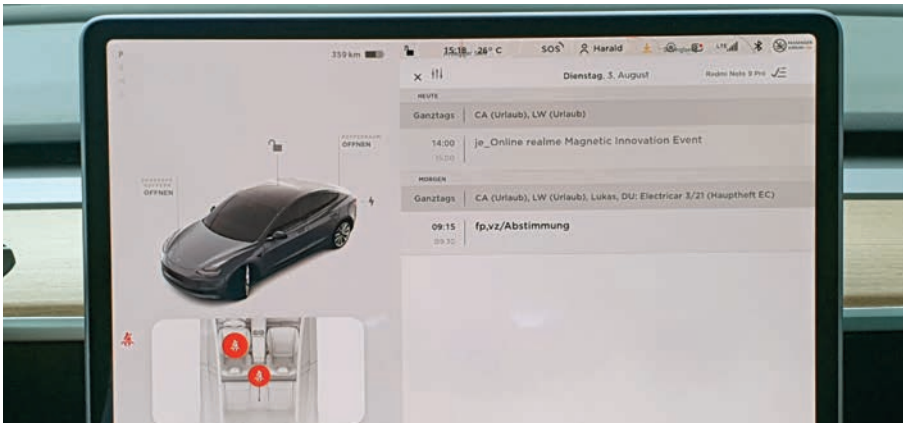 P
359 km
15:18 26° C
SOS
Harald
LTE
HEUTE
Dienstag, 3. August
Redmi Note 9 Pro
Ganztags CA (Urlaub), LW (Urlaub)
14:00 je_Online realme Magnetic Innovation Event
15:00
MORGEN
Ganztags CA (Urlaub), LW (Urlaub), Lukas, DU: Electricar 3/21 (Hauptheft EC)
09:15 fp,vz/Abstimmung
09:30
ÖFFNEN
ÖFFNEN